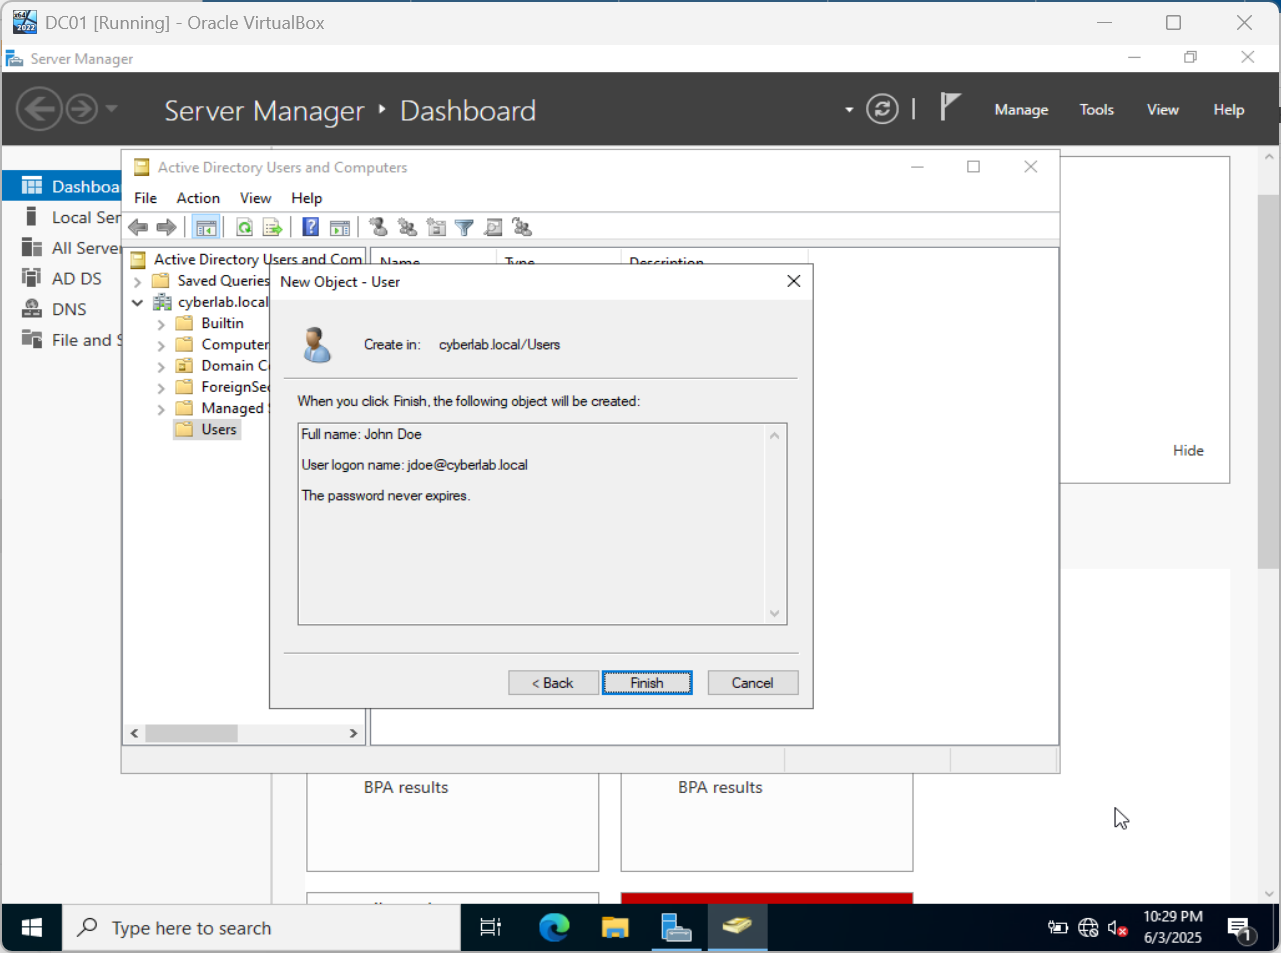 DC01 [Running] - Oracle VirtualBox
Server Manager
Server Manager ‣ Dashboard
Manage Tools View Help
Active Directory Users and Computers
File Action View Help
Dashboa
Local Ser
All Server
AD DS
DNS
File and S
Active Directory Users and Com
Saved Queries
cyberlab.local
Builtin
Computer
Domain C
ForeignSe
Managed
Users
Name Type Description
New Object - User
Create in: cyberlab.local/Users
When you click Finish, the following object will be created:
Full name: John Doe
User logon name: jdoe@cyberlab.local
The password never expires.
< Back Finish Cancel
Hide
BPA results BPA results
Type here to search
10:29 PM
6/3/2025
1